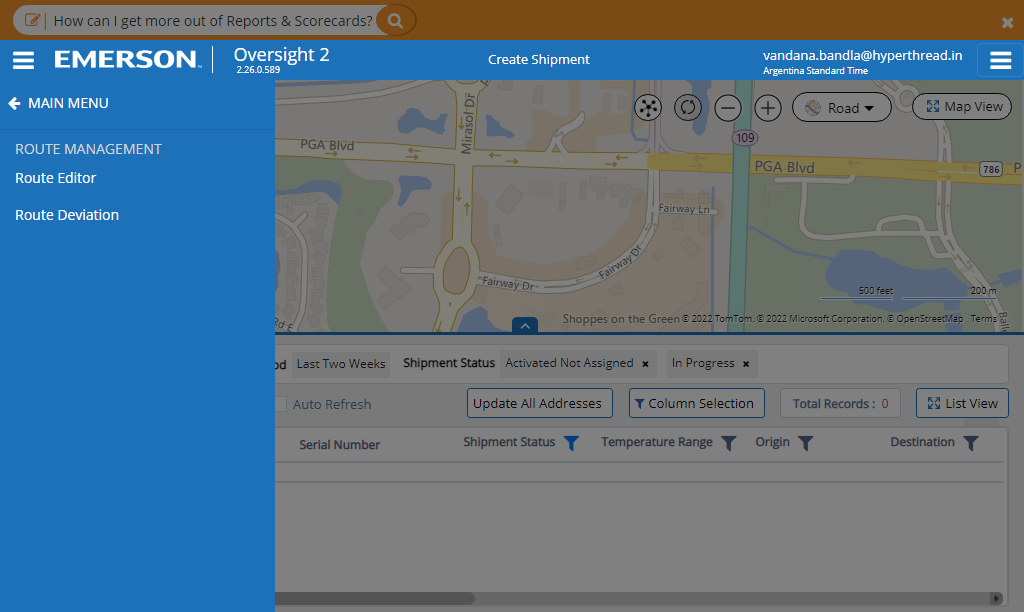 How can I get more out of Reports & Scorecards?
EMERSON™
Oversight 2
2.26.0.589
Create Shipment
vandana.bandla@hyperthread.in
Argentina Standard Time
MAIN MENU
ROUTE MANAGEMENT
Route Editor
Route Deviation
Road
Map View
Mirasol Dr
PGA Blvd
109
PGA Blvd
786
P
Fairway Ln
Fairway Dr
Fairway Dr
Rd E
500 feet
200 m
Shoppes on the Green
© 2022 TomTom, © 2022 Microsoft Corporation, © OpenStreetMap Terms
Balle
od
Last Two Weeks
Shipment Status
Activated Not Assigned ×
In Progress ×
Auto Refresh
Update All Addresses
Column Selection
Total Records : 0
List View
Serial Number
Shipment Status
Temperature Range
Origin
Destination